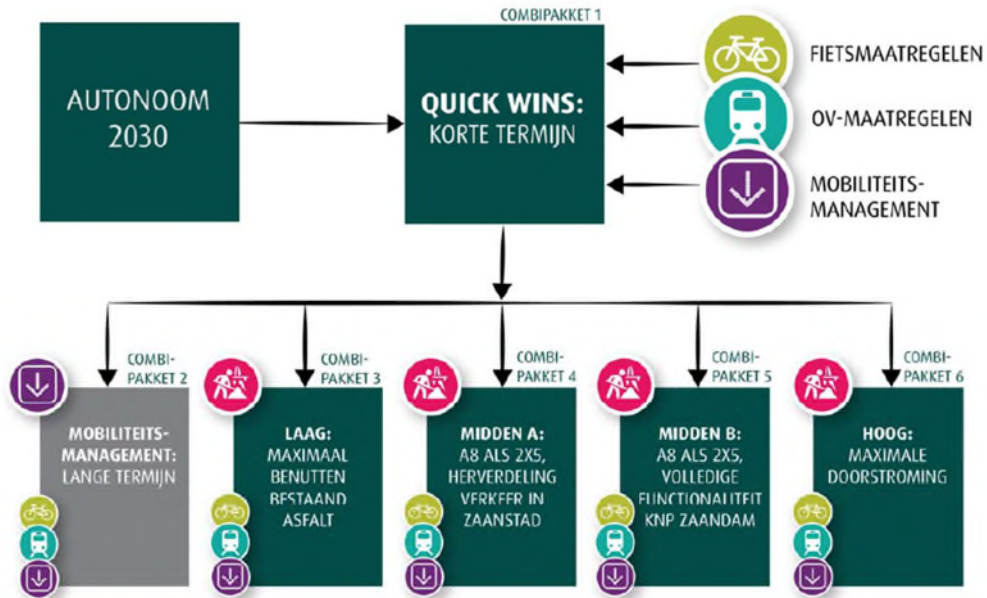 COMBIPAKKET 1
AUTONOOM
2030
QUICK WINS:
KORTE TERMIJN
FIETSMAATREGELEN
OV-MAATREGELEN
MOBILITEITS-
MANAGEMENT
COMBI-
PAKKET 2
MOBILITEITS-
MANAGEMENT:
LANGE TERMIJN
COMBI-
PAKKET 3
LAAG:
MAXIMAAL
BENUTTEN
BESTAAND
ASFALT
COMBI-
PAKKET 4
MIDDEN A:
A8 ALS 2X5,
HERVERDELING
VERKEER IN
ZAANSTAD
COMBI-
PAKKET 5
MIDDEN B:
A8 ALS 2X5,
VOLLEDIGE
FUNCTIONALITEIT
KNP ZAANDAM
COMBI-
PAKKET 6
HOOG:
MAXIMALE
DOORSTROMING